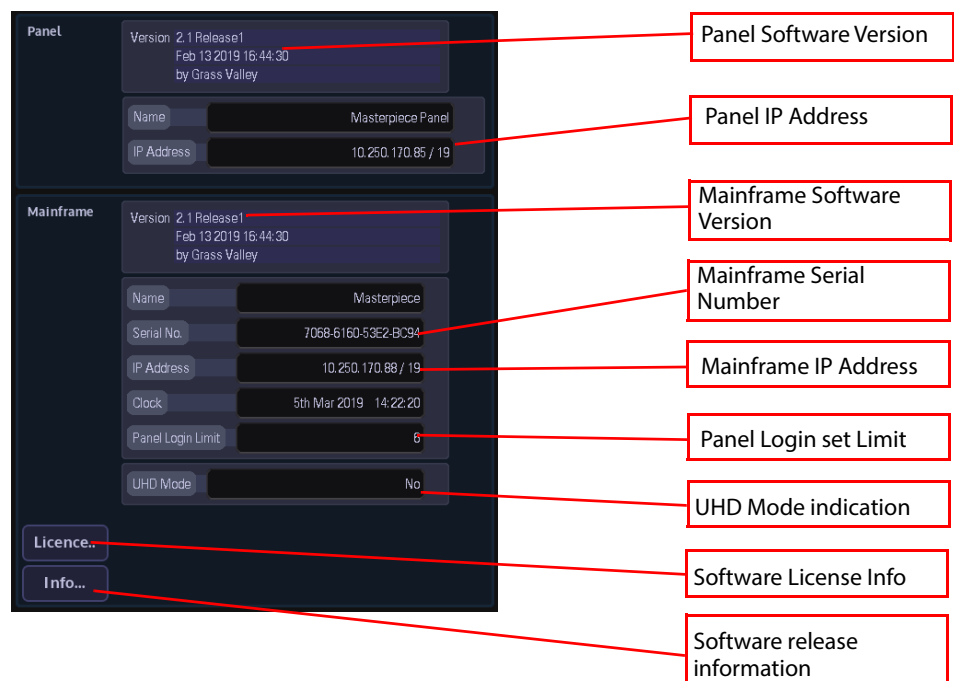 Panel
Version 2.1 Release1
Feb 13 2019 16:44:30
by Grass Valley
Name Masterpiece Panel
IP Address 10.250.170.85 / 19
Mainframe
Version 2.1 Release1
Feb 13 2019 16:44:30
by Grass Valley
Name Masterpiece
Serial No. 7068-6160-53E2-BC94
IP Address 10.250.170.88 / 19
Clock 5th Mar 2019 14:22:20
Panel Login Limit 6
UHD Mode No
Licence..
Info...
Panel Software Version
Panel IP Address
Mainframe Software
Version
Mainframe Serial
Number
Mainframe IP Address
Panel Login set Limit
UHD Mode indication
Software License Info
Software release
information